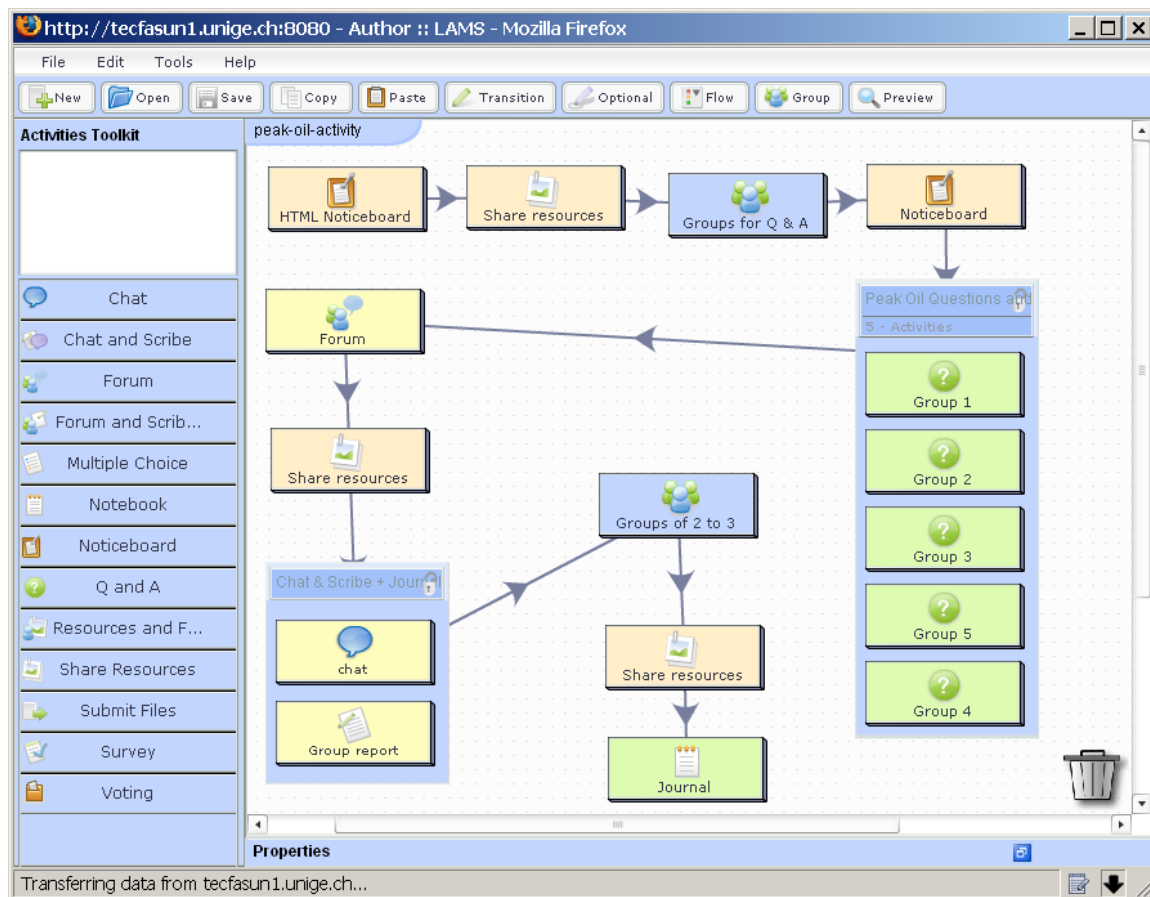 http://tecfasun1.unige.ch:8080 - Author :: LAMS - Mozilla Firefox
File Edit Tools Help
New Open Save Copy Paste Transition Optional Flow Group Preview
Activities Toolkit
peak-oil-activity
Chat
Chat and Scribe
Forum
Forum and Scrib...
Multiple Choice
Notebook
Noticeboard
Q and A
Resources and F...
Share Resources
Submit Files
Survey
Voting
HTML Noticeboard
Share resources
Groups for Q & A
Noticeboard
Peak Oil Questions and
5 - Activities
Group 1
Group 2
Group 3
Group 5
Group 4
Forum
Share resources
Chat & Scribe + Journal
chat
Group report
Groups of 2 to 3
Share resources
Journal
Properties
Transferring data from tecfasun1.unige.ch...